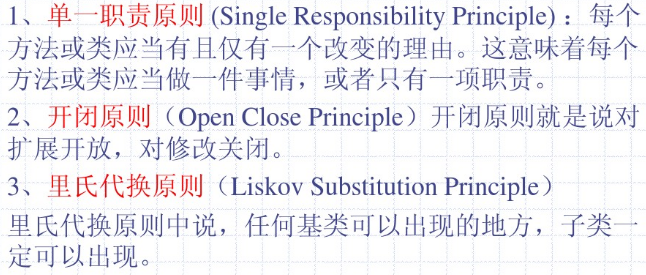 1、单一职责原则 (Single Responsibility Principle) ：每个
方法或类应当有且仅有一个改变的理由。这意味着每个
方法或类应当做一件事情，或者只有一项职责。
2、开闭原则（Open Close Principle）开闭原则就是说对
扩展开放，对修改关闭。
3、里氏代换原则（Liskov Substitution Principle）
里氏代换原则中说，任何基类可以出现的地方，子类一
定可以出现。